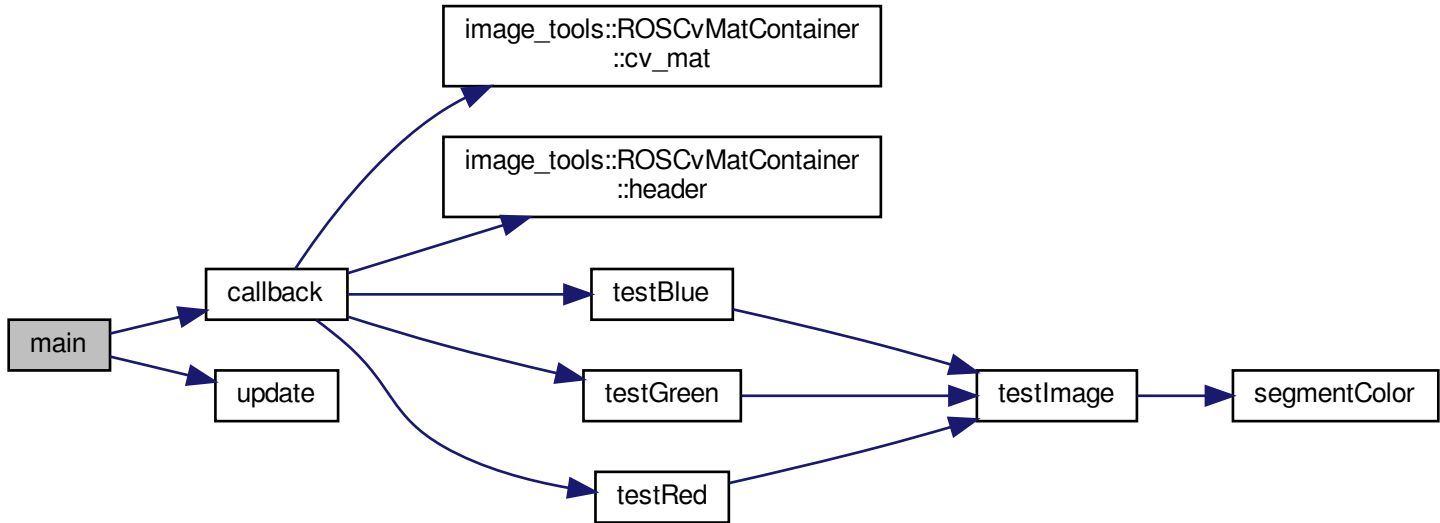 image_tools::ROSCvMatContainer
::cv_mat
image_tools::ROSCvMatContainer
::header
callback
testBlue
main
update
testGreen
testImage
segmentColor
testRed